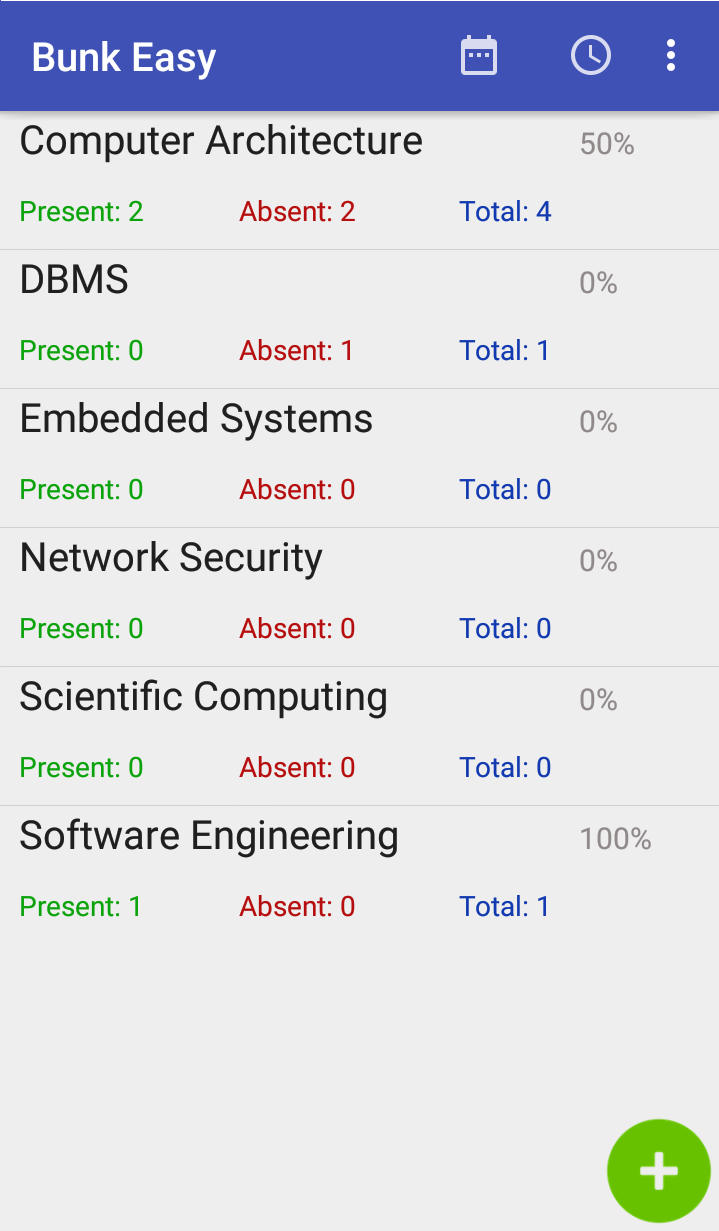 Bunk Easy
Computer Architecture 50%
Present: 2 Absent: 2 Total: 4
DBMS 0%
Present: 0 Absent: 1 Total: 1
Embedded Systems 0%
Present: 0 Absent: 0 Total: 0
Network Security 0%
Present: 0 Absent: 0 Total: 0
Scientific Computing 0%
Present: 0 Absent: 0 Total: 0
Software Engineering 100%
Present: 1 Absent: 0 Total: 1